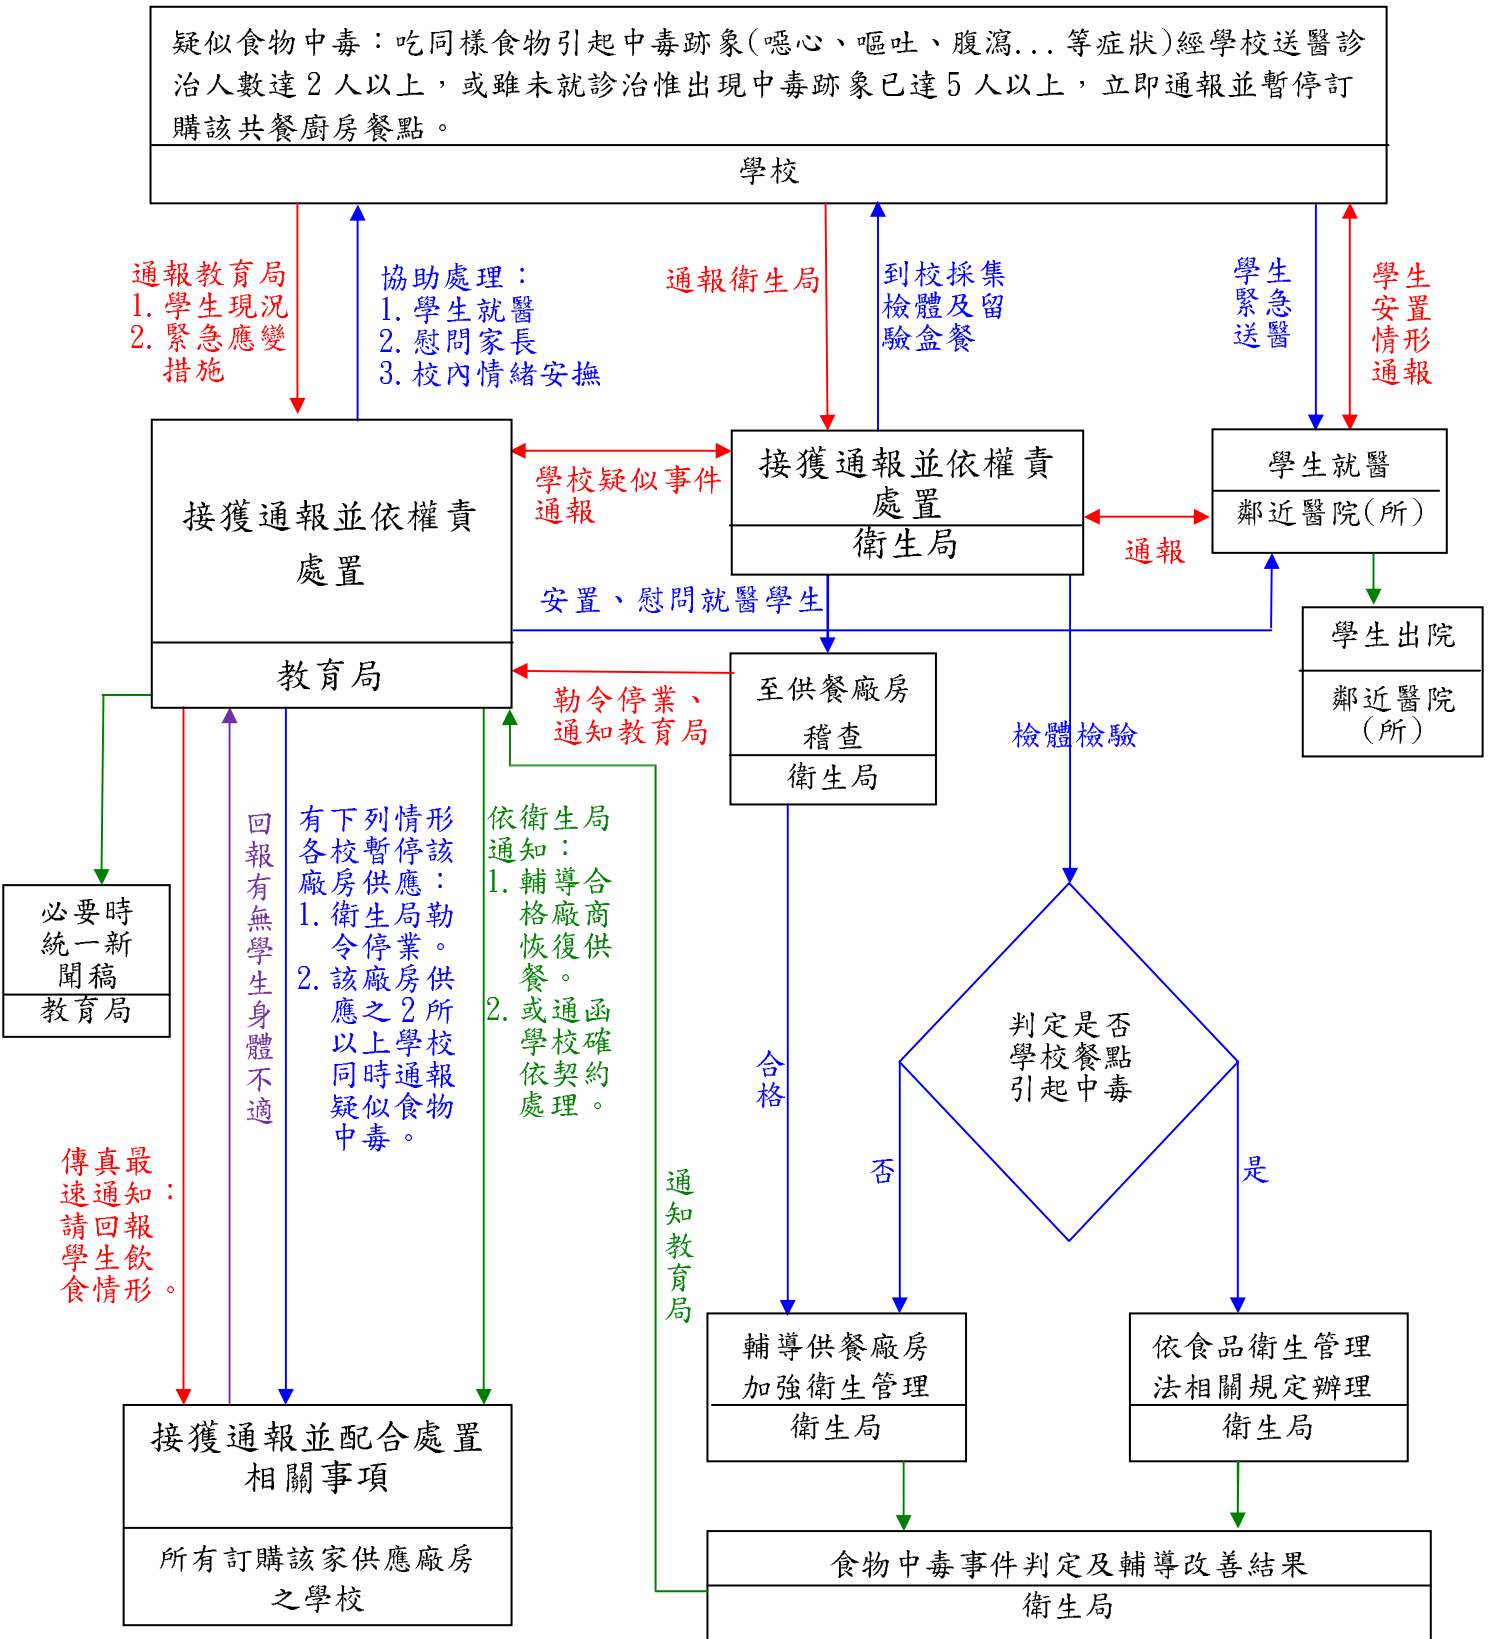 疑似食物中毒：吃同樣食物引起中毒跡象(噁心、嘔吐、腹瀉...等症狀)經學校送醫診
治人數達2人以上，或雖未就診治惟出現中毒跡象已達5人以上，立即通報並暫停訂
購該共餐廚房餐點。
學校
通報教育局
1.學生現況
2.緊急應變
措施
協助處理：
1.學生就醫
2.慰問家長
3.校內情緒安撫
通報衛生局
到校採集
檢體及留
驗盒餐
學生
緊急
送醫
學生
安置
情形
通報
接獲通報並依權責
處置
教育局
學校疑似事件
通報
接獲通報並依權責
處置
衛生局
通報
學生就醫
鄰近醫院(所)
安置、慰問就醫學生
學生出院
鄰近醫院
(所)
勒令停業、
通知教育局
至供餐廠房
稽查
衛生局
檢體檢驗
必要時
統一新
聞稿
教育局
傳真最
速通知：
請回報
學生飲
食情形。
回報有無學生身體不適
有下列情形
各校暫停該
廠房供應：
1.衛生局勒
令停業。
2.該廠房供
應之2所
以上學校
同時通報
疑似食物
中毒。
依衛生局
通知：
1.輔導合
格廠商
恢復供
餐。
2.或通函
學校確
依契約
處理。
通知教育局
合格
判定是否
學校餐點
引起中毒
否
是
輔導供餐廠房
加強衛生管理
衛生局
依食品衛生管理
法相關規定辦理
衛生局
接獲通報並配合處置
相關事項
所有訂購該家供應廠房
之學校
食物中毒事件判定及輔導改善結果
衛生局